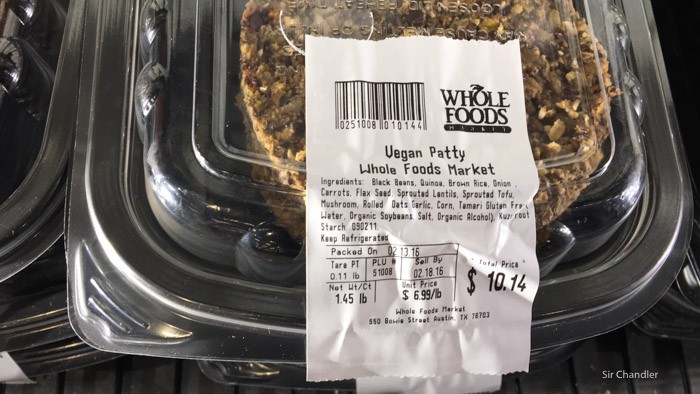 0251008 010144
WHOLE
FOODS
MARKET
Vegan Patty
Whole Foods Market
Ingredients: Black Beans, Quinoa, Brown Rice, Onion,
Carrots, Flax Seed, Sprouted Lentils, Sprouted Tofu,
Mushroom, Rolled Oats Garlic, Corn, Tamari Gluten Fre (
Water, Organic Soybeans, Salt, Organic Alcohol), Kuzu root
Starch 090211
Keep Refrigerated
Packed On 02.13.16
Tare PT PLU # Sell By Total Price
0.11 lb 51008 02.18.16 $ 10.14
Net Wt/Ct Unit Price
1.45 lb $ 6.99/lb
Whole Foods Market
550 Bowie Street Austin, TX 78703
Sir Chandler